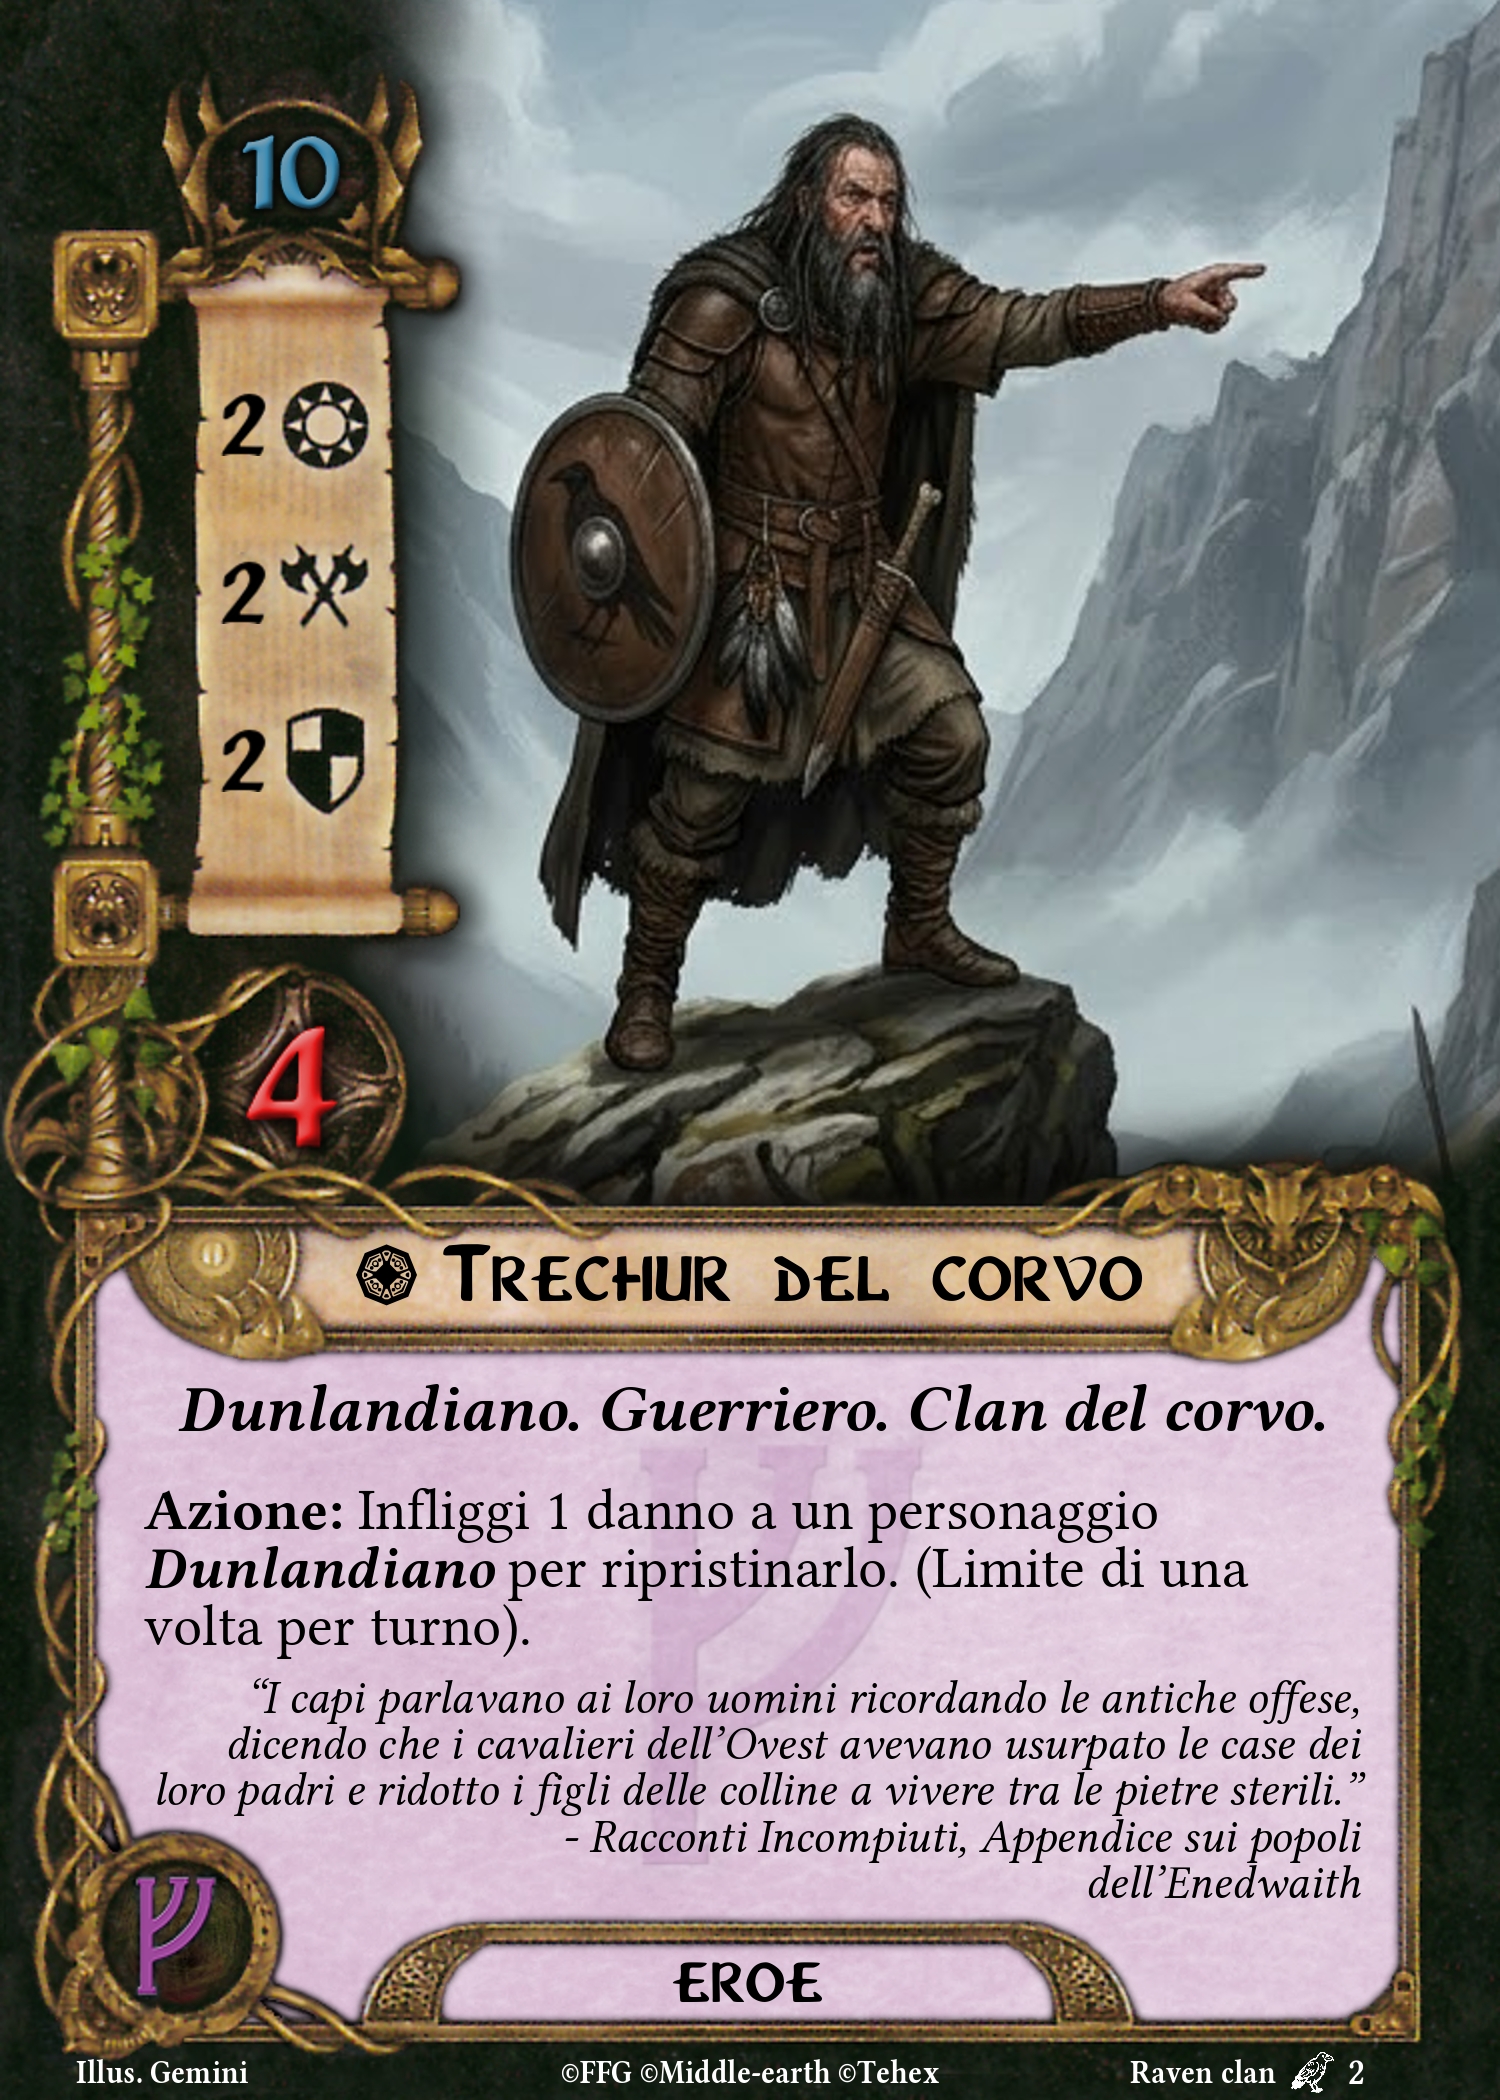 10
2
2
2
4
Trechur del corvo
Dunlandiano. Guerriero. Clan del corvo.
Azione: Infliggi 1 danno a un personaggio
Dunlandiano per ripristinarlo. (Limite di una
volta per turno).
“I capi parlavano ai loro uomini ricordando le antiche offese,
dicendo che i cavalieri dell’Ovest avevano usurpato le case dei
loro padri e ridotto i figli delle colline a vivere tra le pietre sterili.”
- Racconti Incompiuti, Appendice sui popoli
dell’Enedwaith
EROE
Illus. Gemini ©FFG ©Middle-earth ©Tehex Raven clan 2